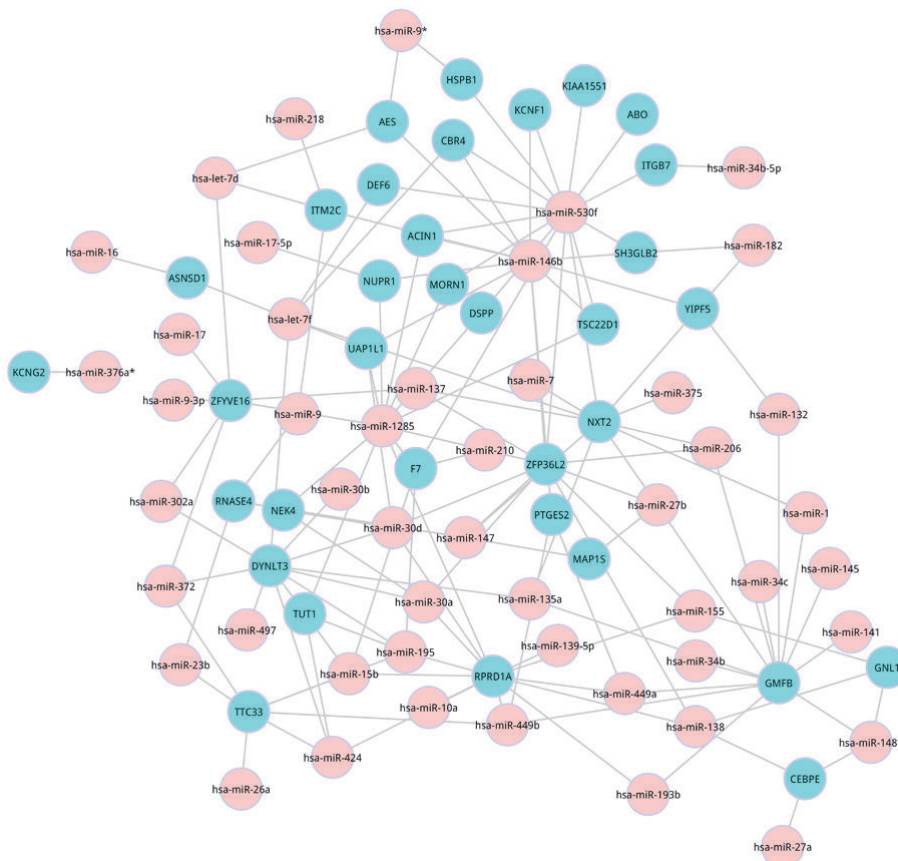 hsa-miR-9*
HSPB1
KIAA1551
KCNF1
ABO
hsa-miR-218
AES
CBR4
ITGB7
hsa-miR-34b-5p
hsa-let-7d
DEF6
ITM2C
hsa-miR-530f
hsa-miR-17-5p
ACIN1
hsa-miR-182
hsa-miR-16
SH3GLB2
hsa-miR-146b
ASNSD1
NUPR1
MORN1
DSPP
YIPF5
hsa-let-7f
TSC22D1
hsa-miR-17
UAP1L1
KCNG2
hsa-miR-376a*
hsa-miR-137
hsa-miR-7
hsa-miR-375
hsa-miR-9-3p
ZFYVE16
hsa-miR-9
hsa-miR-132
hsa-miR-1285
NXT2
hsa-miR-210
hsa-miR-206
F7
ZFP36L2
hsa-miR-302a
RNASE4
hsa-miR-30b
NEK4
hsa-miR-27b
hsa-miR-1
PTGES2
hsa-miR-30d
hsa-miR-147
MAP1S
DYNLT3
hsa-miR-145
hsa-miR-34c
hsa-miR-372
hsa-miR-30a
hsa-miR-135a
TUT1
hsa-miR-155
hsa-miR-497
hsa-miR-141
hsa-miR-139-5p
hsa-miR-195
hsa-miR-34b
hsa-miR-23b
GNL1
hsa-miR-15b
RPRD1A
GMFB
hsa-miR-449a
TTC33
hsa-miR-10a
hsa-miR-449b
hsa-miR-138
hsa-miR-148
hsa-miR-424
CEBPE
hsa-miR-26a
hsa-miR-193b
hsa-miR-27a